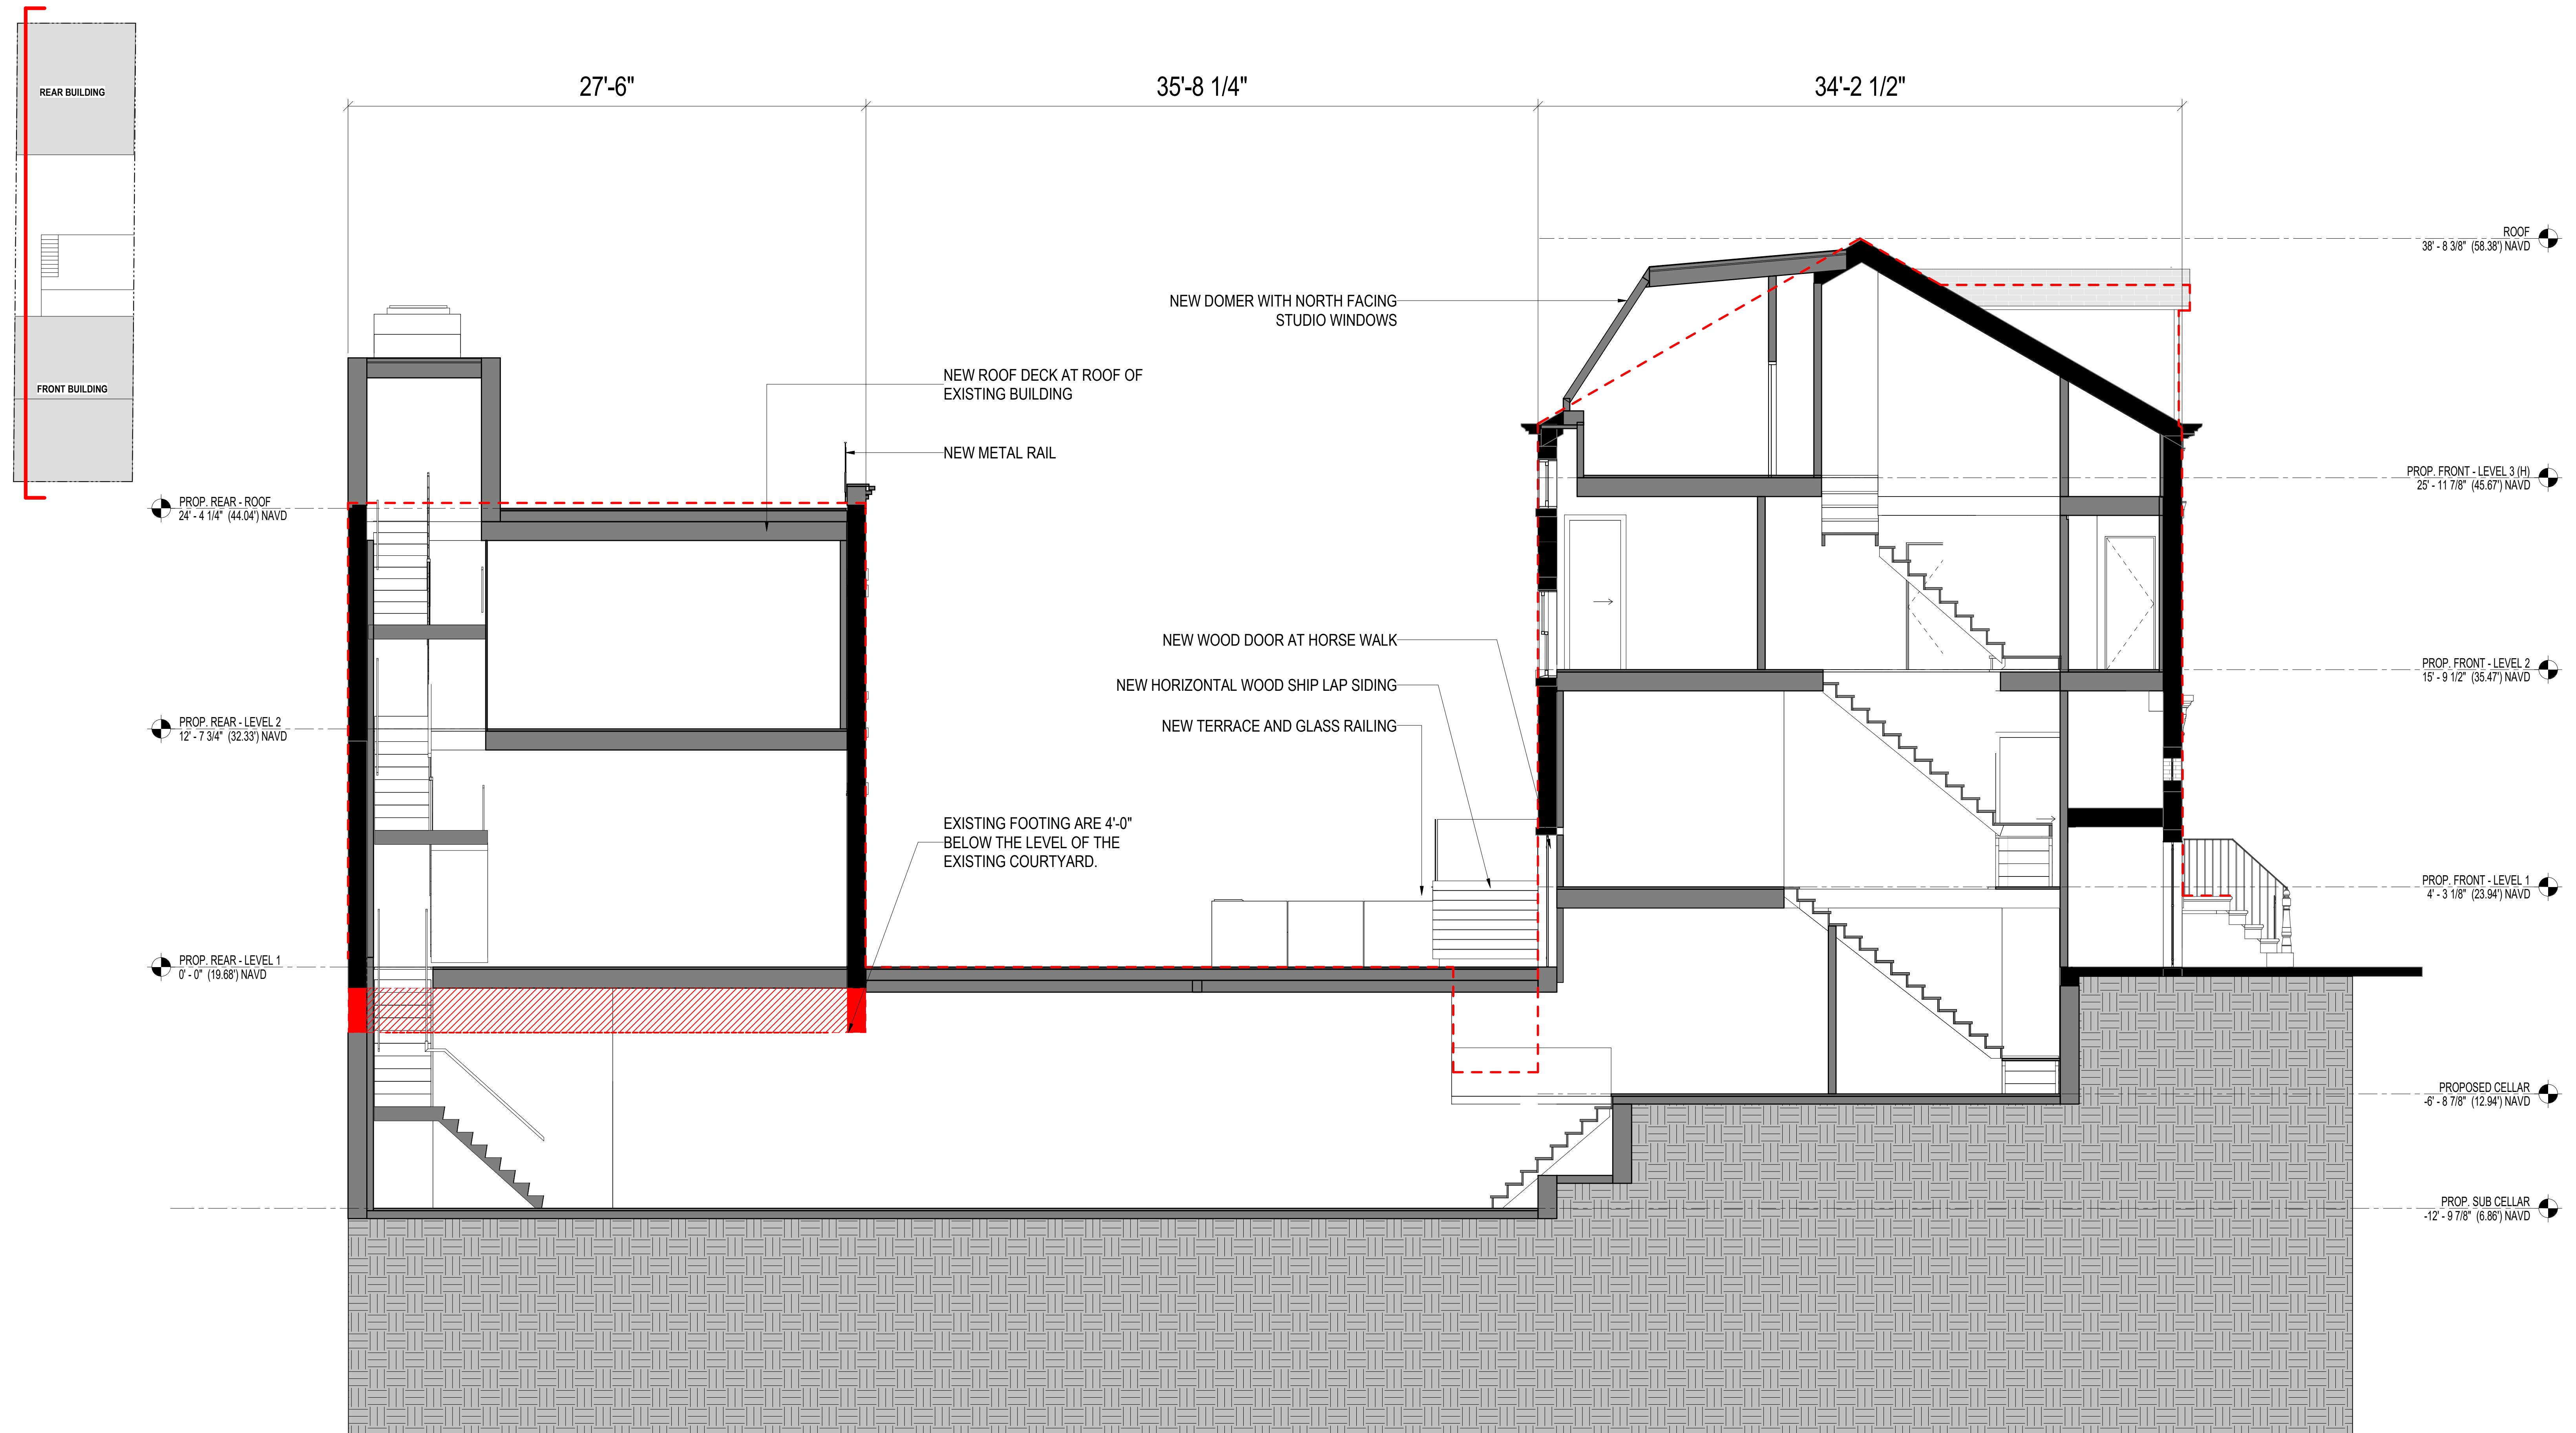 REAR BUILDING
FRONT BUILDING
27'-6"
35'-8 1/4"
34'-2 1/2"
ROOF
38' - 8 3/8" (58.38') NAVD
NEW DOMER WITH NORTH FACING
STUDIO WINDOWS
NEW ROOF DECK AT ROOF OF
EXISTING BUILDING
NEW METAL RAIL
PROP. FRONT - LEVEL 3 (H)
25' - 11 7/8" (45.67') NAVD
PROP. REAR - ROOF
24' - 4 1/4" (44.04') NAVD
NEW WOOD DOOR AT HORSE WALK
PROP. FRONT - LEVEL 2
15' - 9 1/2" (35.47') NAVD
NEW HORIZONTAL WOOD SHIP LAP SIDING
NEW TERRACE AND GLASS RAILING
PROP. REAR - LEVEL 2
12' - 7 3/4" (32.33') NAVD
EXISTING FOOTING ARE 4'-0"
BELOW THE LEVEL OF THE
EXISTING COURTYARD.
PROP. FRONT - LEVEL 1
4' - 3 1/8" (23.94') NAVD
PROP. REAR - LEVEL 1
0' - 0" (19.68') NAVD
PROPOSED CELLAR
-6' - 8 7/8" (12.94') NAVD
PROP. SUB CELLAR
-12' - 9 7/8" (6.86') NAVD